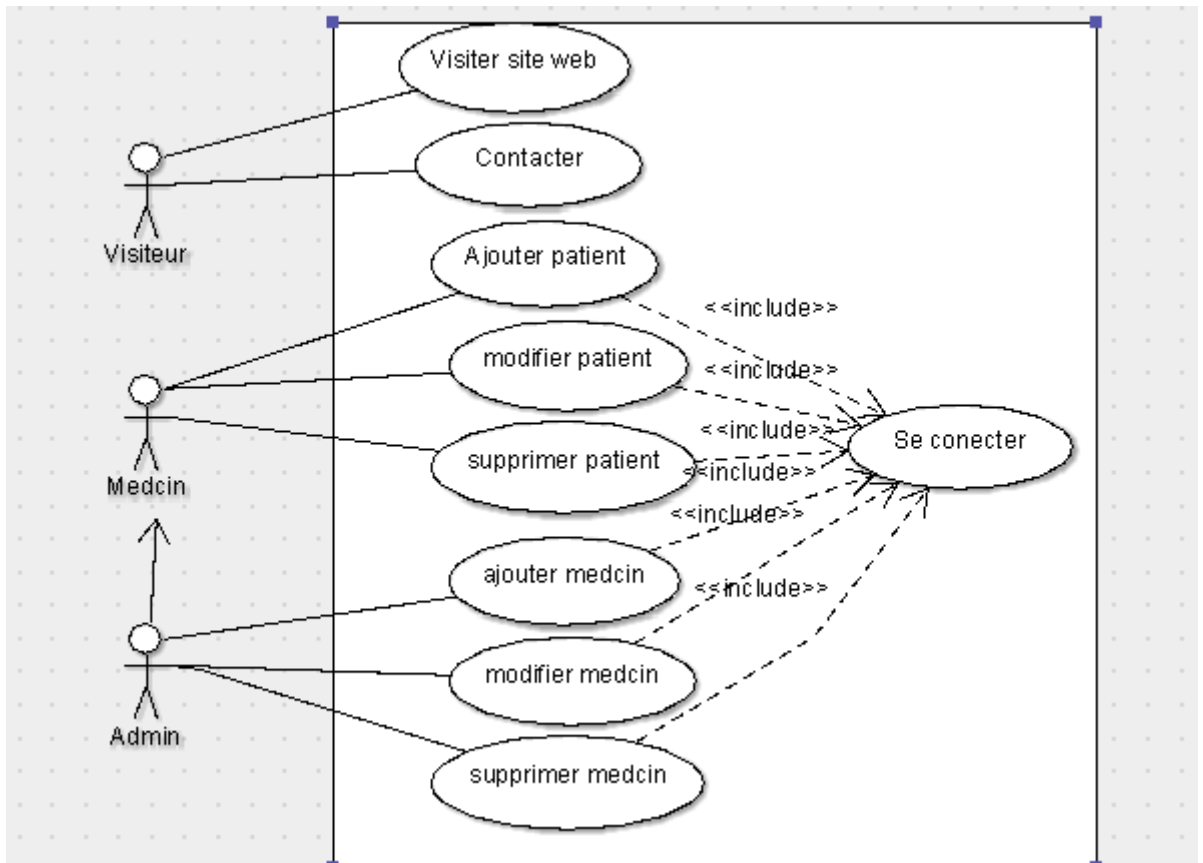 Visiter site web
Contacter
Visiteur
Ajouter patient
<<include>>
modifier patient
<<include>>
<<include>>
Se conecter
supprimer patient
<<include>>
Medcin
<<include>>
ajouter medcin
<<include>>
modifier medcin
Admin
supprimer medcin